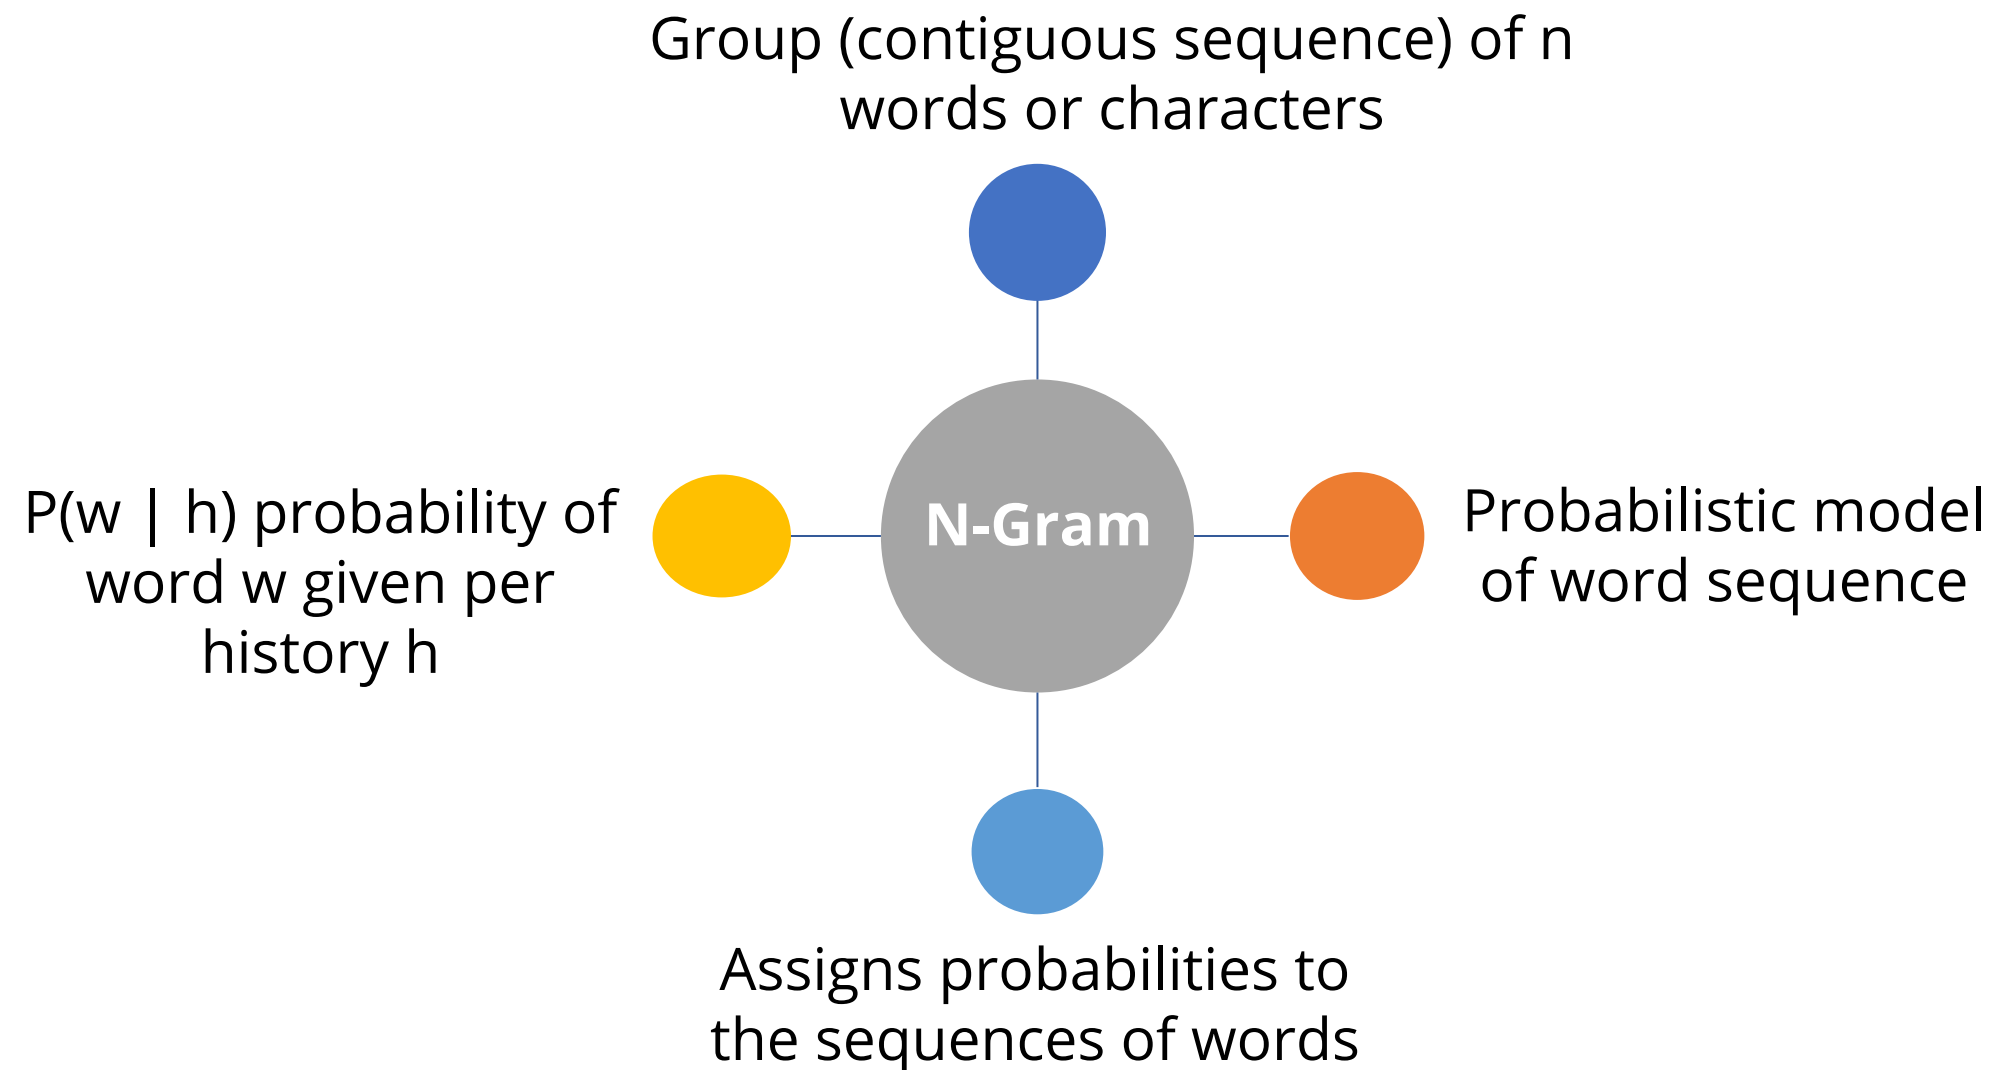 Group (contiguous sequence) of n
words or characters
P(w | h) probability of
word w given per
history h
N-Gram
Probabilistic model
of word sequence
Assigns probabilities to
the sequences of words